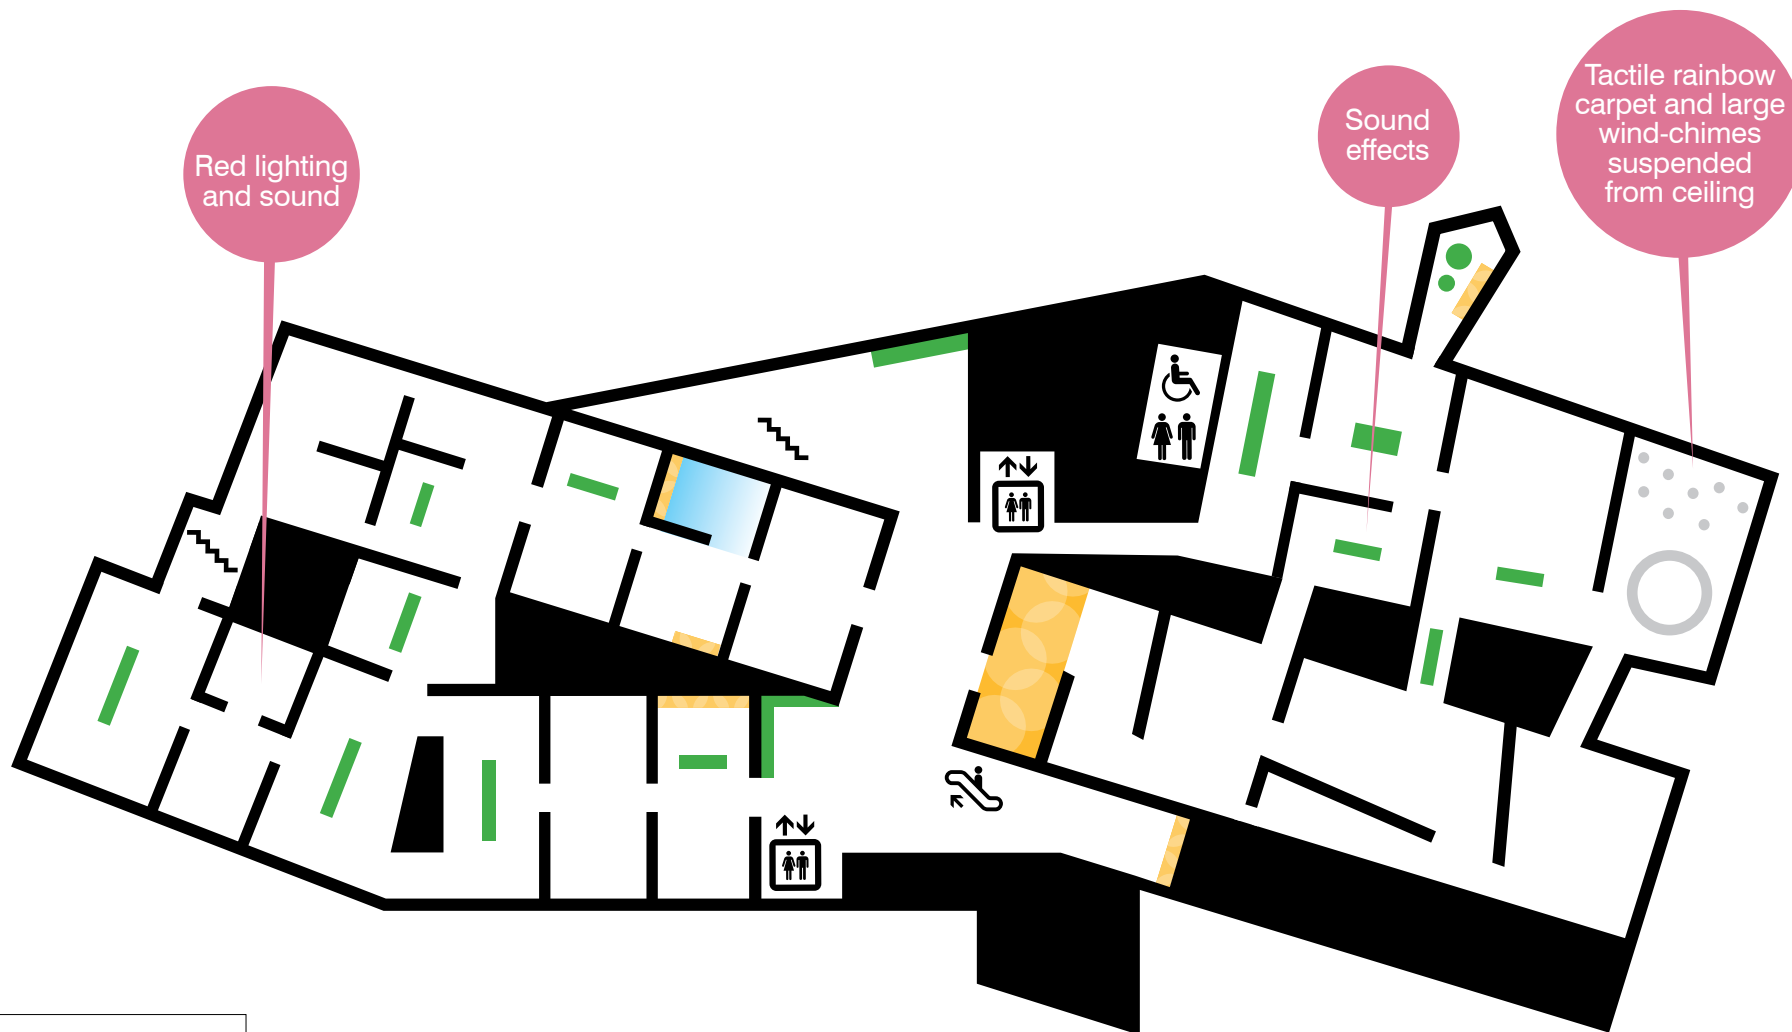 Red lighting
and sound
Sound
effects
Tactile rainbow
carpet and large
wind-chimes
suspended
from ceiling